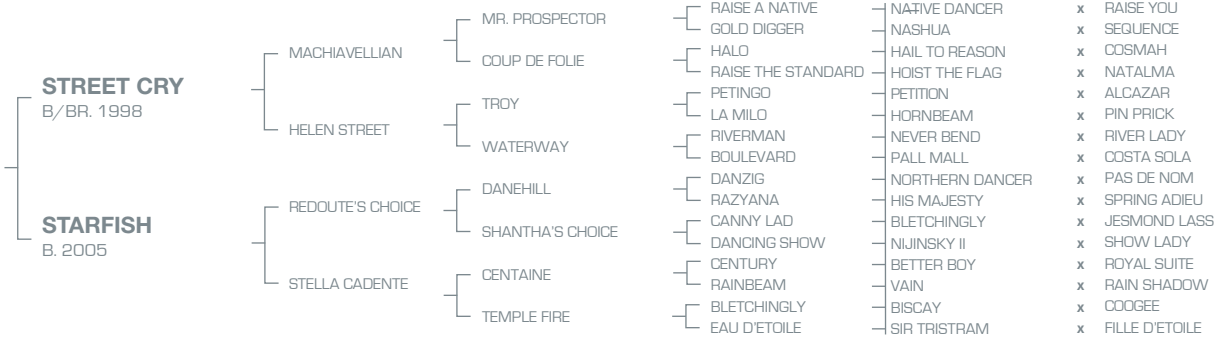 RAISE A NATIVE NATIVE DANCER x RAISE YOU
MR. PROSPECTOR
GOLD DIGGER NASHUA x SEQUENCE
MACHIAVELLIAN
HALO HAIL TO REASON x COSMAH
COUP DE FOLIE
RAISE THE STANDARD HOIST THE FLAG x NATALMA
STREET CRY
B/BR. 1998
PETINGO PETITION x ALCAZAR
TROY
LA MILO HORNBEAM x PIN PRICK
HELEN STREET
RIVERMAN NEVER BEND x RIVER LADY
WATERWAY
BOULEVARD PALL MALL x COSTA SOLA
DANZIG NORTHERN DANCER x PAS DE NOM
DANEHILL
RAZYANA HIS MAJESTY x SPRING ADIEU
REDOUTE'S CHOICE
CANNY LAD BLETCHINGLY x JESMOND LASS
SHANTHA'S CHOICE
DANCING SHOW NIJINSKY II x SHOW LADY
STARFISH
B. 2005
CENTURY BETTER BOY x ROYAL SUITE
CENTAINE
RAINBEAM VAIN x RAIN SHADOW
STELLA CADENTE
BLETCHINGLY BISCAY x COOGEE
TEMPLE FIRE
EAU D'ETOILE SIR TRISTRAM x FILLE D'ETOILE